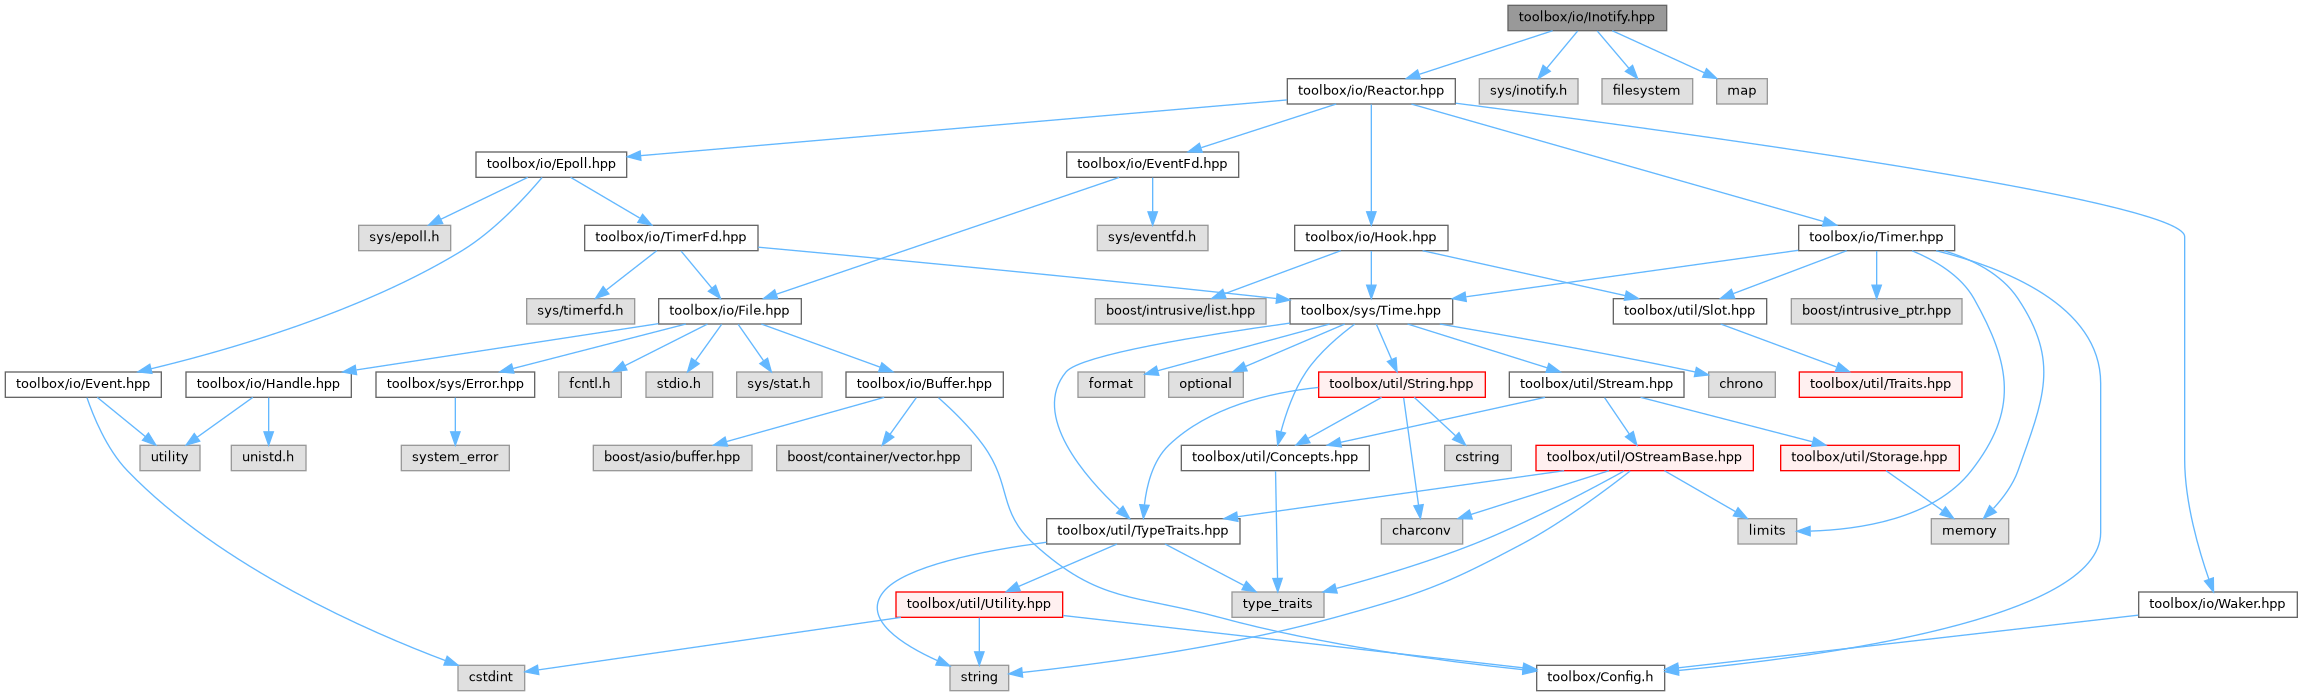 toolbox/io/Inotify.hpp
toolbox/io/Reactor.hpp
sys/inotify.h
filesystem
map
toolbox/io/Epoll.hpp
toolbox/io/EventFd.hpp
sys/epoll.h
toolbox/io/TimerFd.hpp
sys/eventfd.h
toolbox/io/Hook.hpp
toolbox/io/Timer.hpp
sys/timerfd.h
toolbox/io/File.hpp
boost/intrusive/list.hpp
toolbox/sys/Time.hpp
toolbox/util/Slot.hpp
boost/intrusive_ptr.hpp
toolbox/io/Event.hpp
toolbox/io/Handle.hpp
toolbox/sys/Error.hpp
fcntl.h
stdio.h
sys/stat.h
toolbox/io/Buffer.hpp
format
optional
toolbox/util/String.hpp
toolbox/util/Stream.hpp
chrono
toolbox/util/Traits.hpp
utility
unistd.h
system_error
boost/asio/buffer.hpp
boost/container/vector.hpp
toolbox/util/Concepts.hpp
cstring
toolbox/util/OStreamBase.hpp
toolbox/util/Storage.hpp
toolbox/util/TypeTraits.hpp
charconv
limits
memory
toolbox/util/Utility.hpp
type_traits
toolbox/io/Waker.hpp
cstdint
string
toolbox/Config.h